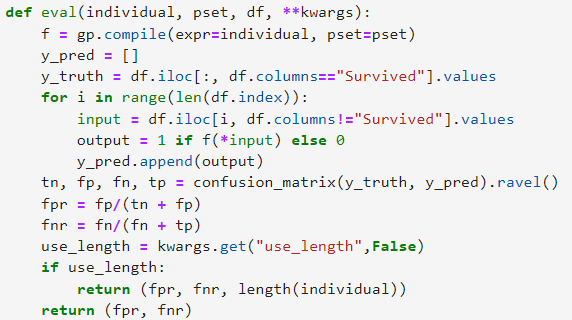 def eval(individual, pset, df, **kwargs):
    f = gp.compile(expr=individual, pset=pset)
    y_pred = []
    y_truth = df.iloc[:, df.columns=="Survived"].values
    for i in range(len(df.index)):
        input = df.iloc[i, df.columns!="Survived"].values
        output = 1 if f(*input) else 0
        y_pred.append(output)
    tn, fp, fn, tp = confusion_matrix(y_truth, y_pred).ravel()
    fpr = fp/(tn + fp)
    fnr = fn/(fn + tp)
    use_length = kwargs.get("use_length",False)
    if use_length:
        return (fpr, fnr, length(individual))
    return (fpr, fnr)